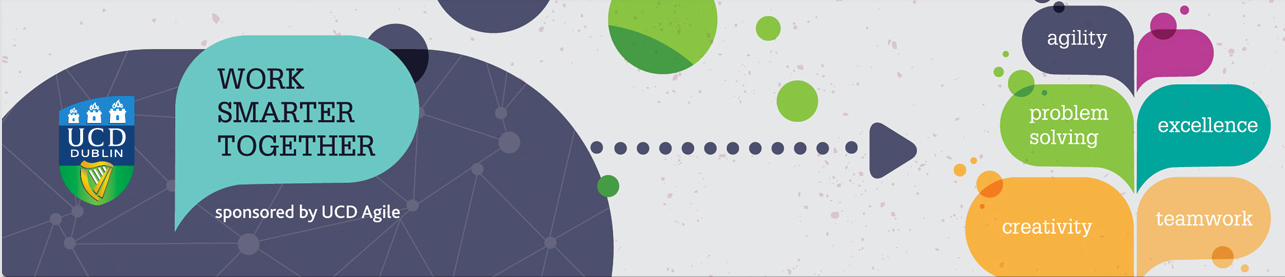 UCD
DUBLIN
WORK
SMARTER
TOGETHER
sponsored by UCD Agile
agility
problem
solving
excellence
creativity
teamwork